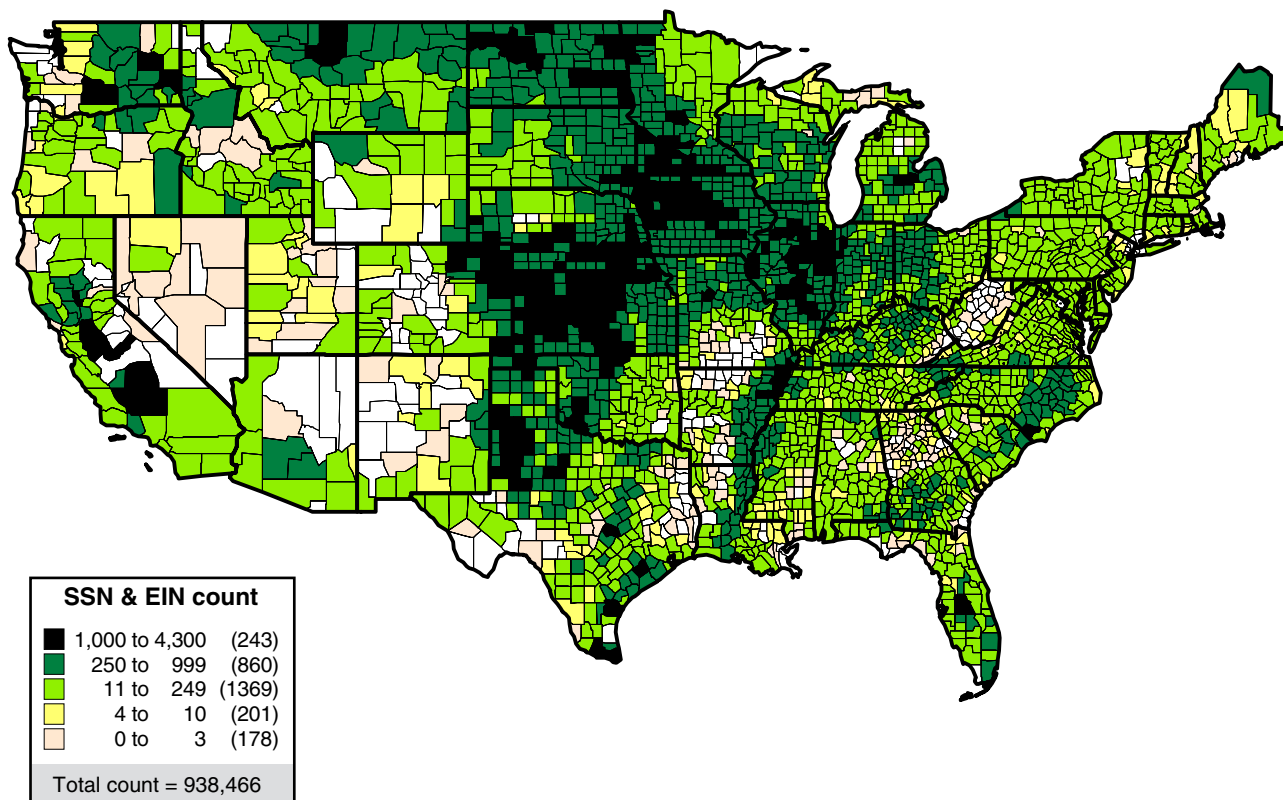 SSN & EIN count
1,000 to 4,300 (243)
250 to 999 (860)
11 to 249 (1369)
4 to 10 (201)
0 to 3 (178)
Total count = 938,466